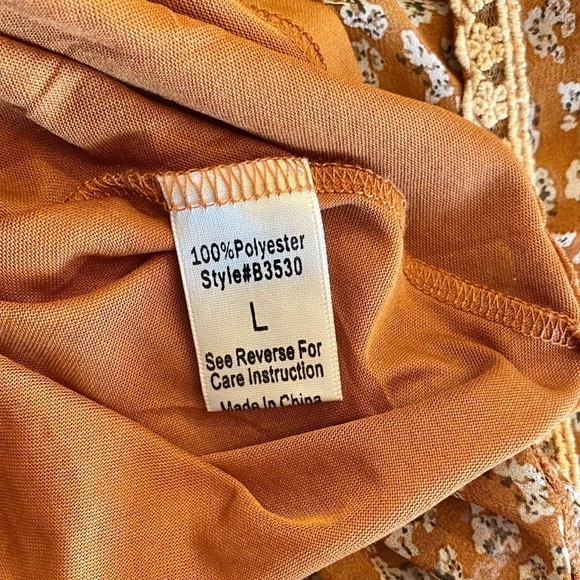 100%Polyester
Style#B3530
L
See Reverse For
Care Instruction
Made In China